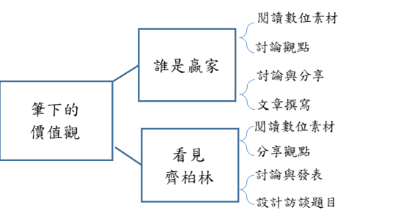 筆下的
價值觀
誰是贏家
閱讀數位素材
討論觀點
討論與分享
文章撰寫
看見
齊柏林
閱讀數位素材
分享觀點
討論與發表
設計訪談題目